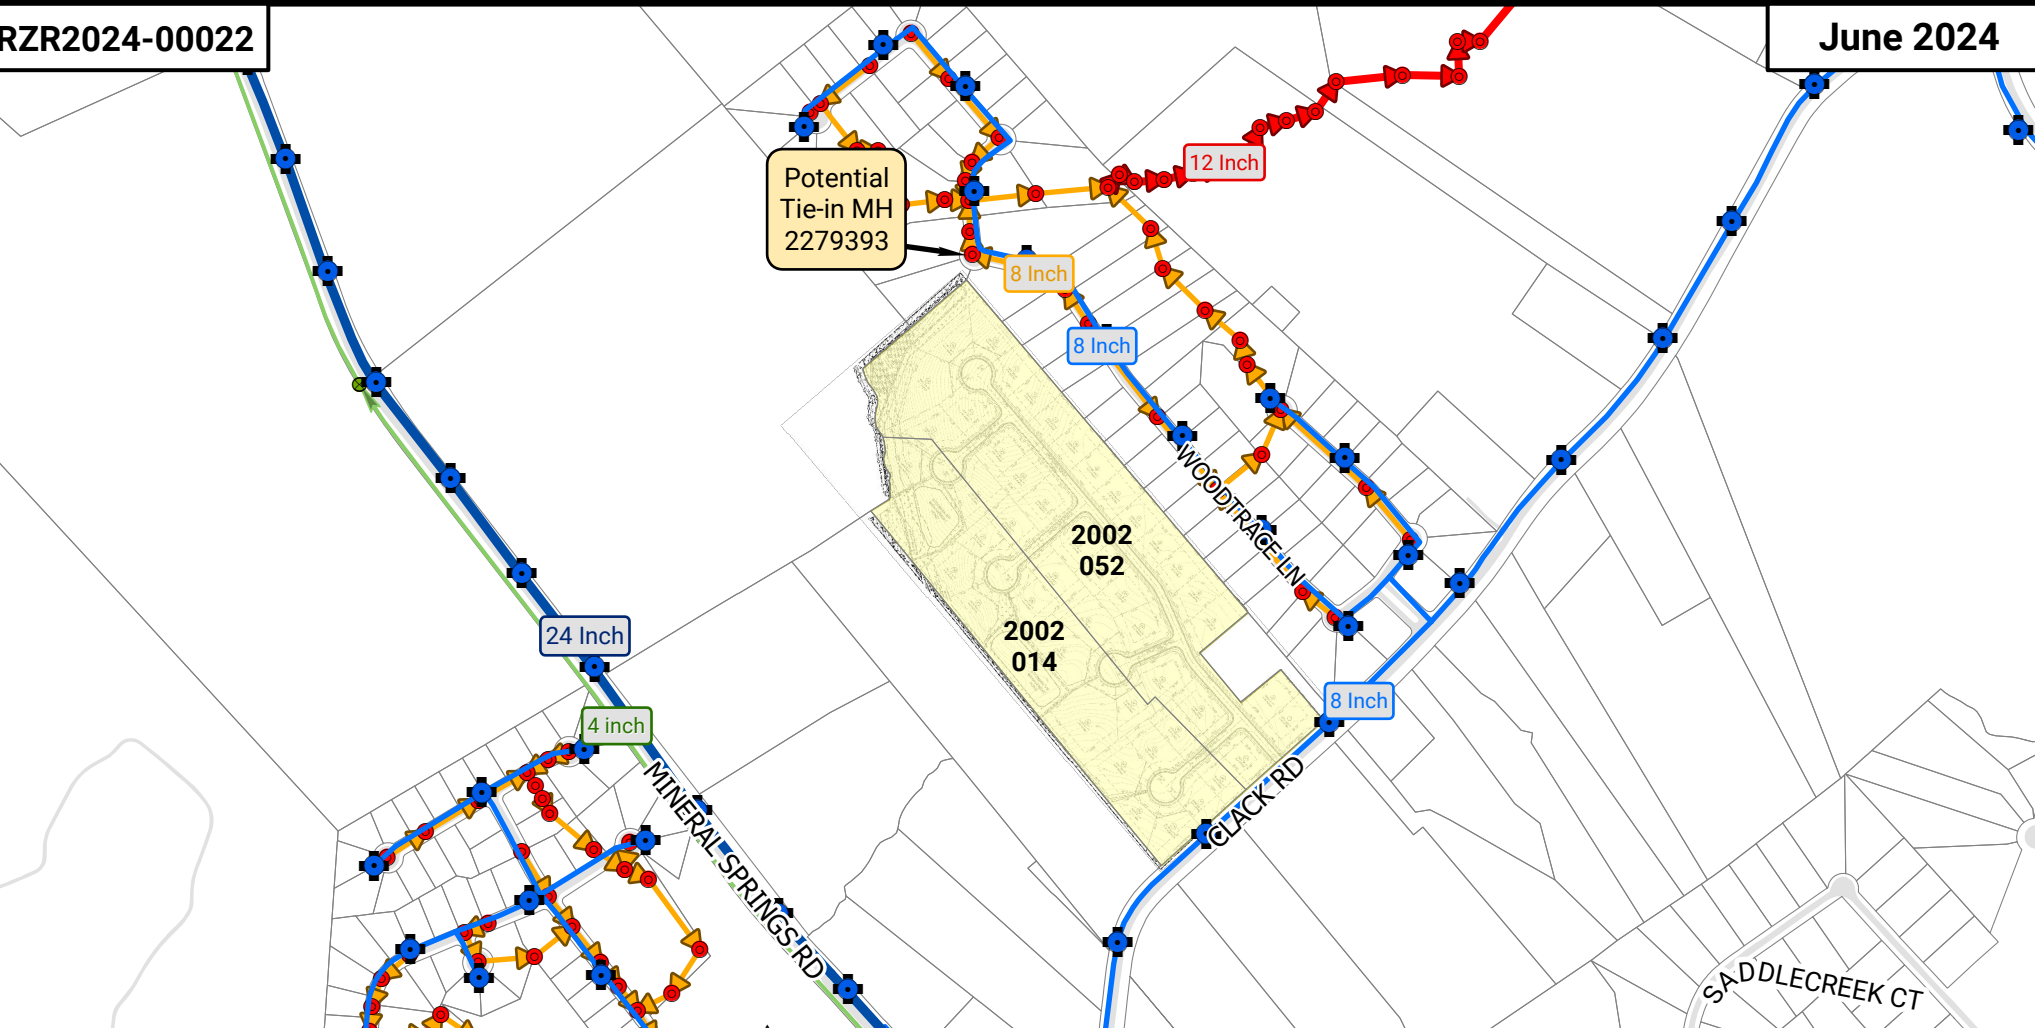 RZR2024-00022
June 2024
12 Inch
Potential
Tie-in MH
2279393
8 Inch
8 Inch
WOODTRACE LN
2002
052
2002
014
24 Inch
4 inch
8 Inch
MINERAL SPRINGS RD
CLACK RD
SADDLECREEK CT